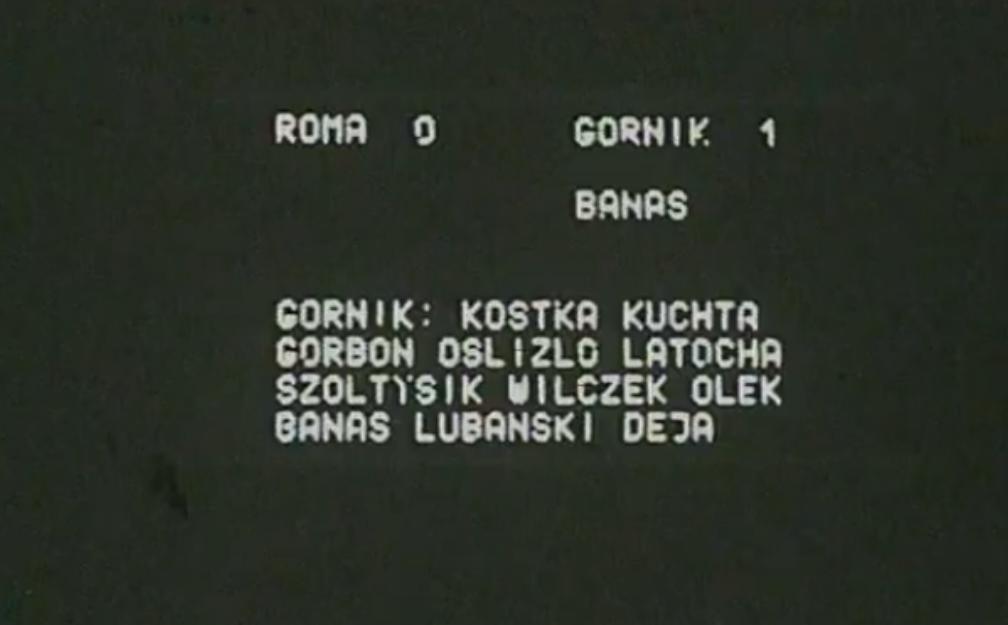 ROMA 0 GORNIK 1
BANAS
GORNIK: KOSTKA KUCHTA
GORBON OSLIZLO LATOCHA
SZOLTYSIK WILCZEK OLEK
BANAS LUBANSKI DEJA